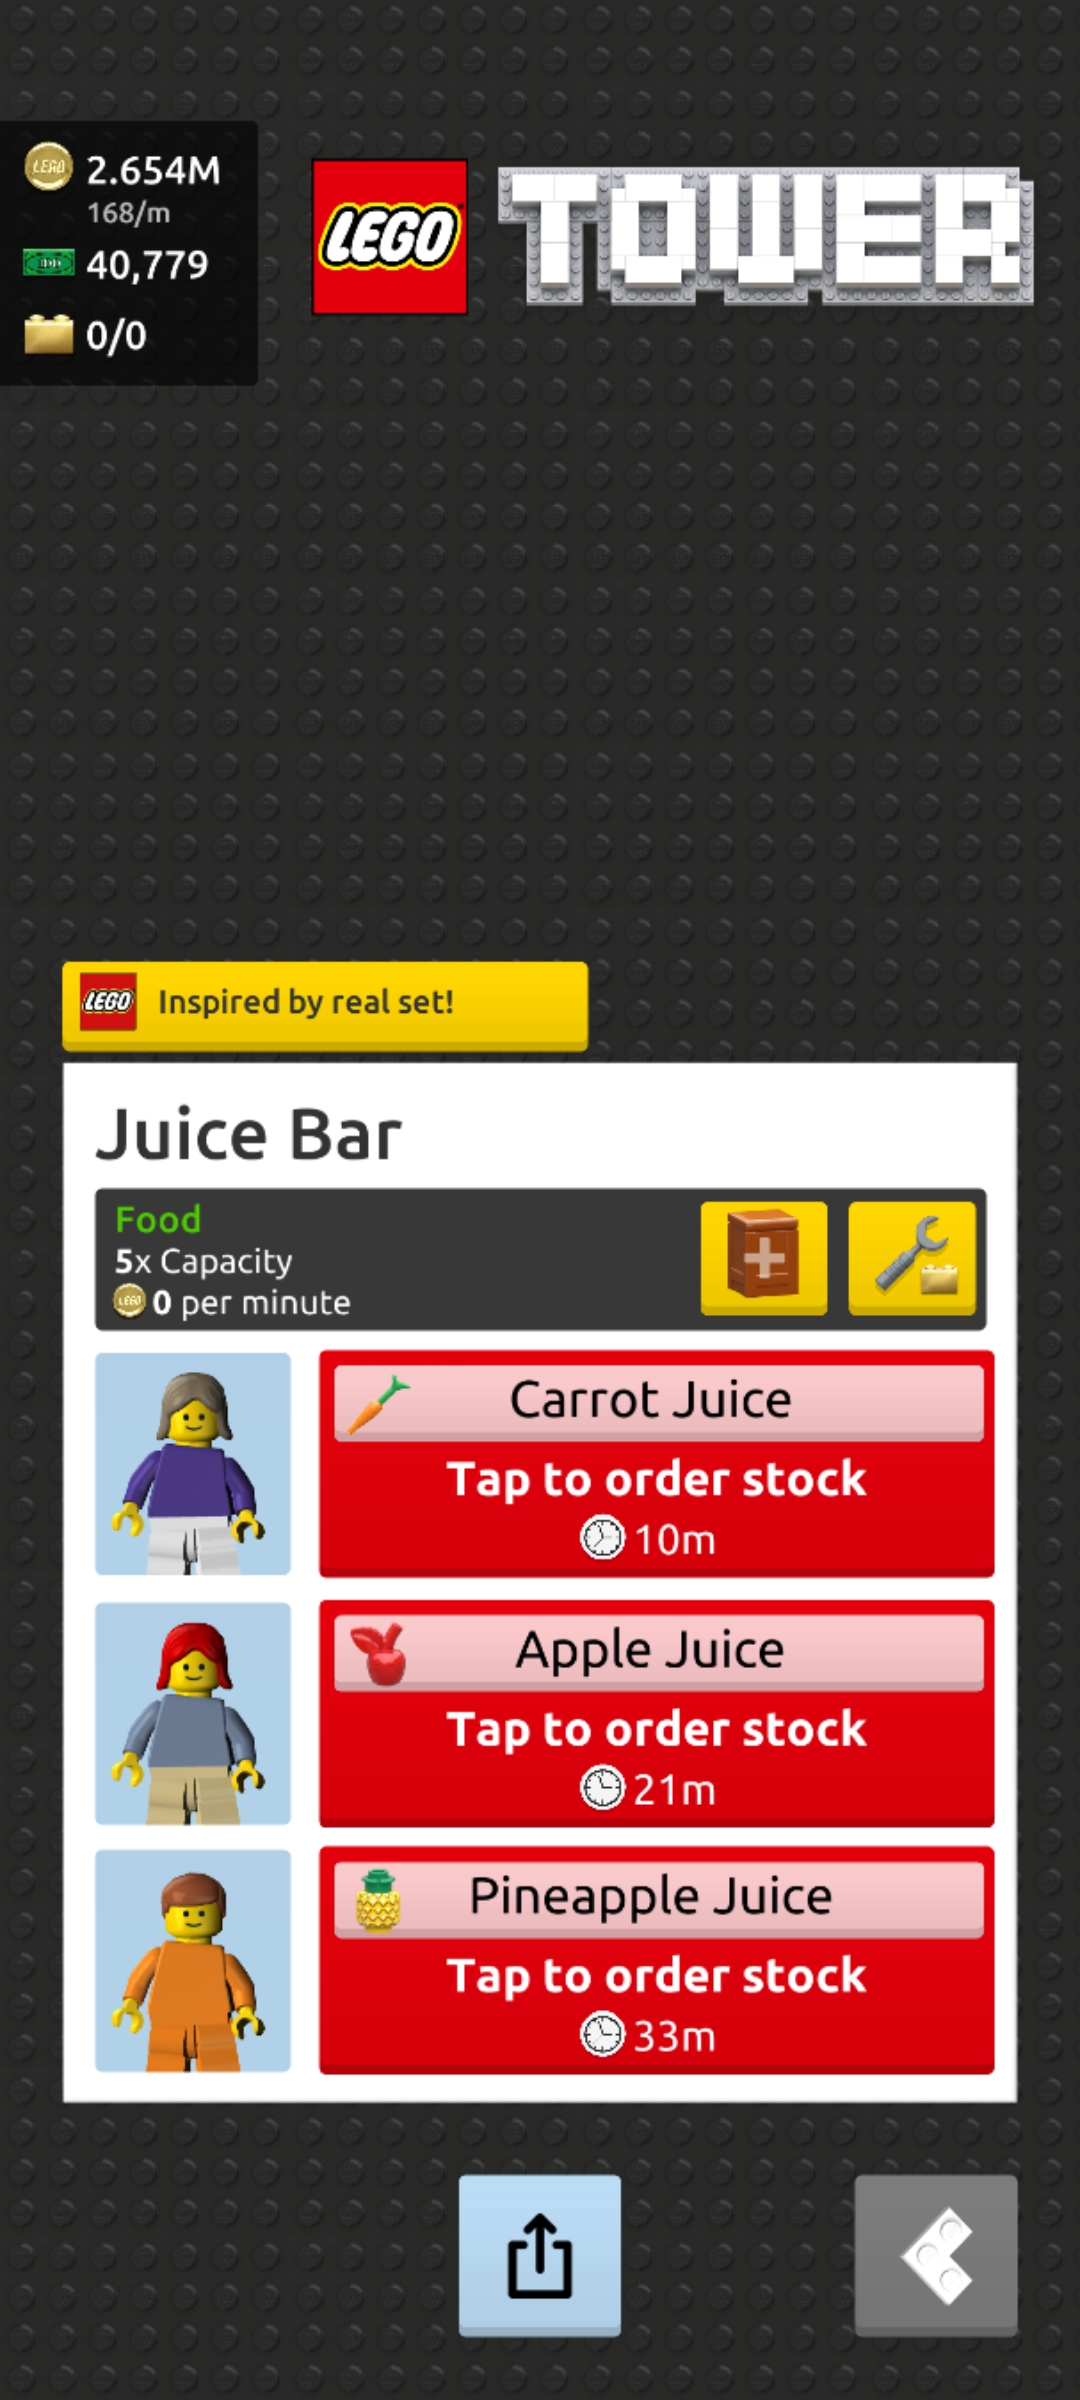 2.654M
168/m
40,779
0/0
LEGO TOWER
LEGO Inspired by real set!
Juice Bar
Food
5x Capacity
0 per minute
Carrot Juice
Tap to order stock
10m
Apple Juice
Tap to order stock
21m
Pineapple Juice
Tap to order stock
33m